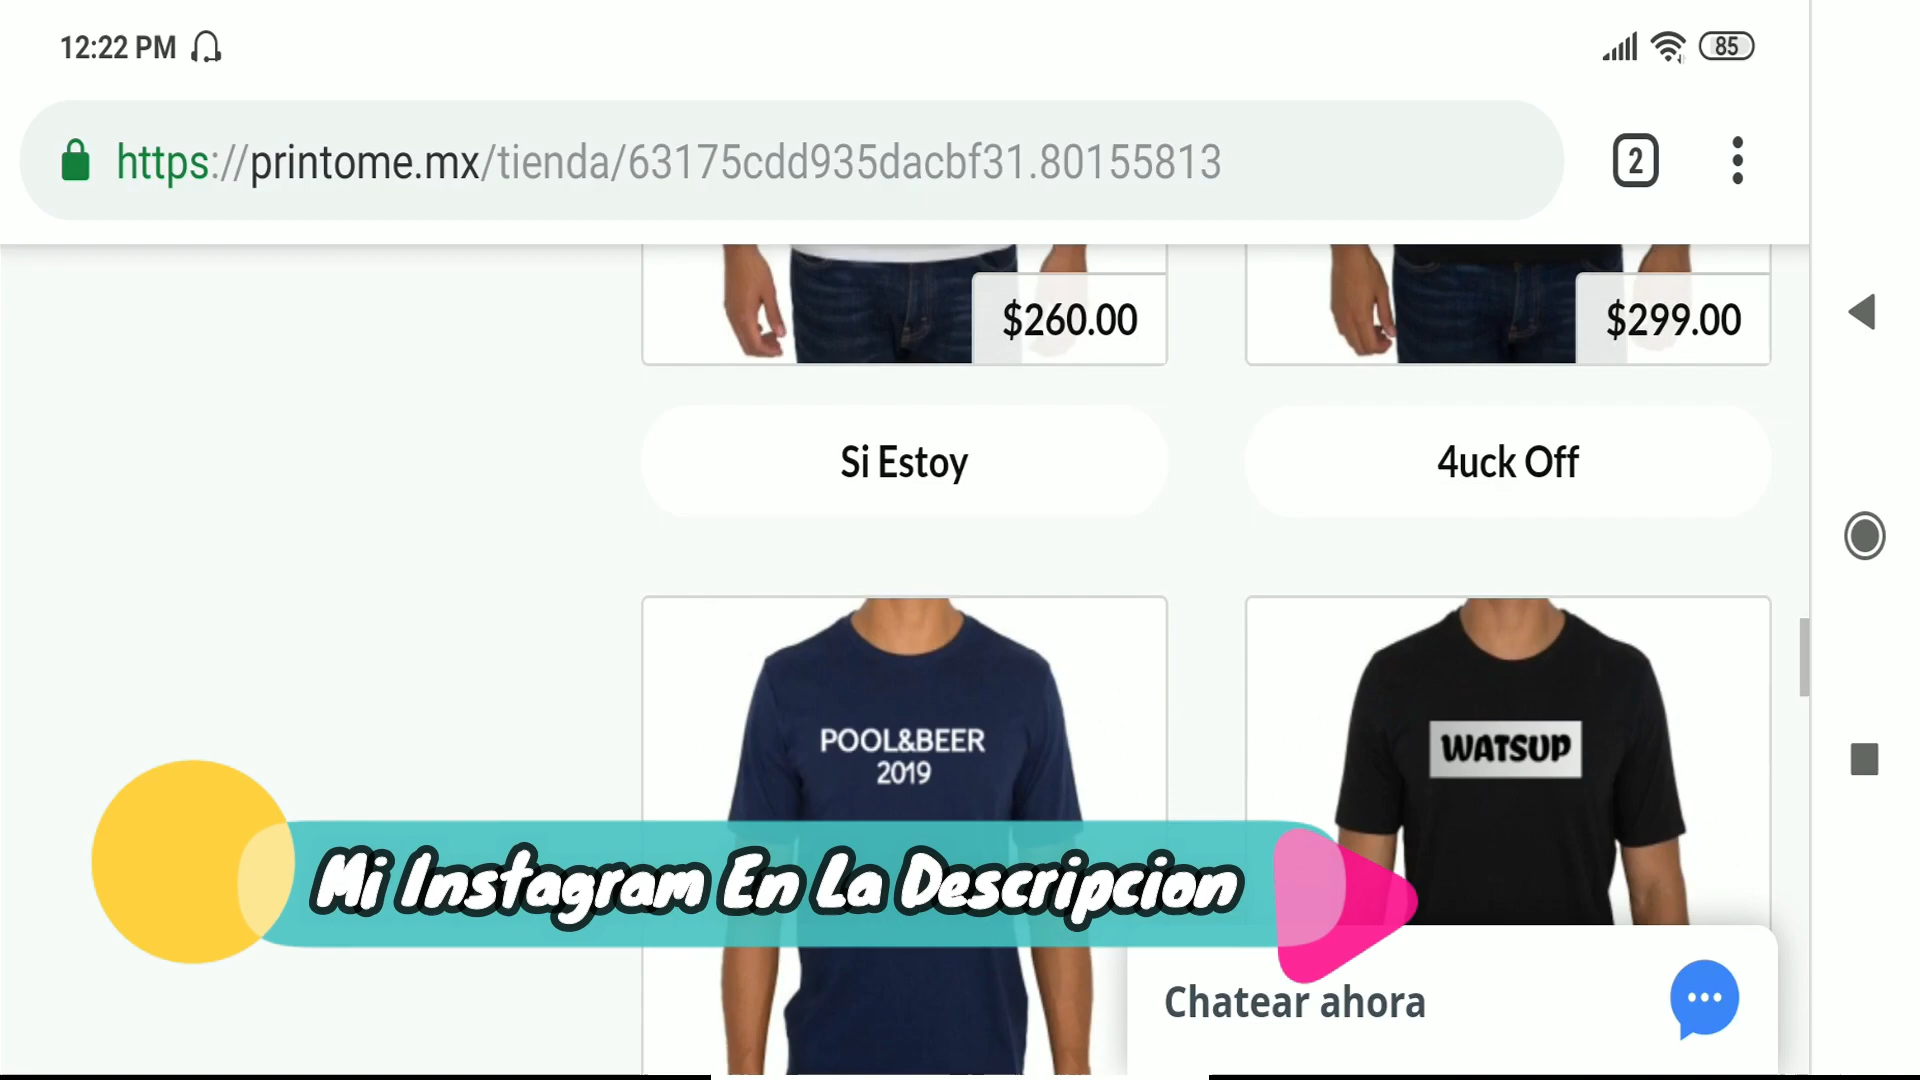 12:22 PM
85
https://printome.mx/tienda/63175cdd935dacbf31.80155813
2
$260.00
$299.00
Si Estoy
4uck Off
POOL&BEER
2019
WATSUP
Mi Instagram En La Descripcion
Chatear ahora